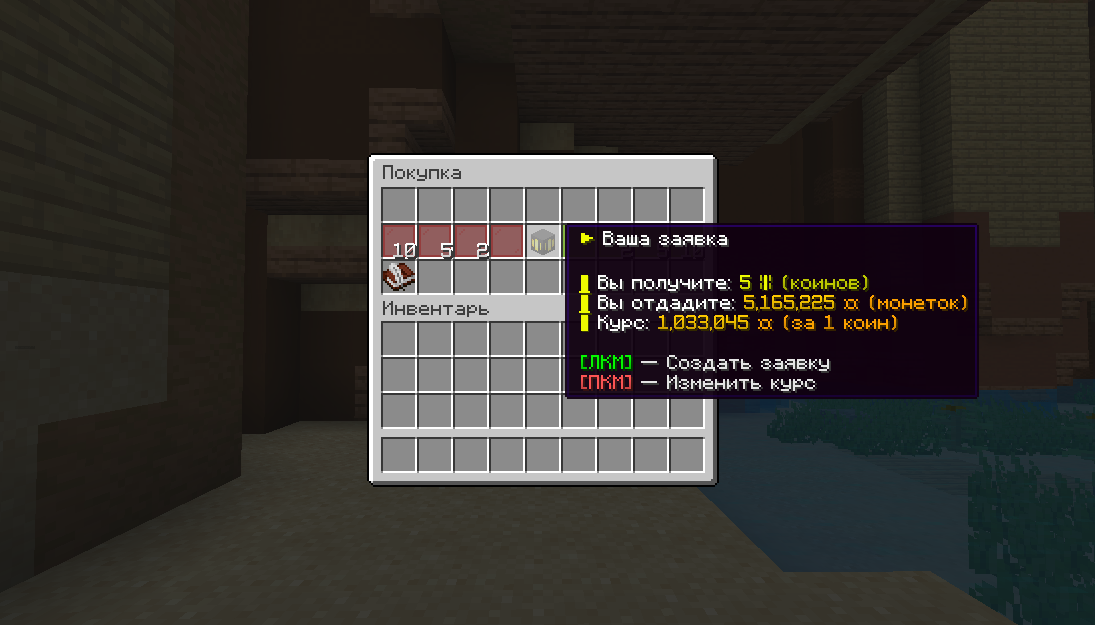 Покупка
10 5 2
Инвентарь
Ваша заявка
Вы получите: 5 (коинов)
Вы отдадите: 5,165,225 ¤ (монеток)
Курс: 1,033,045 ¤ (за 1 коин)
[ЛКМ] — Создать заявку
[ПКМ] — Изменить курс